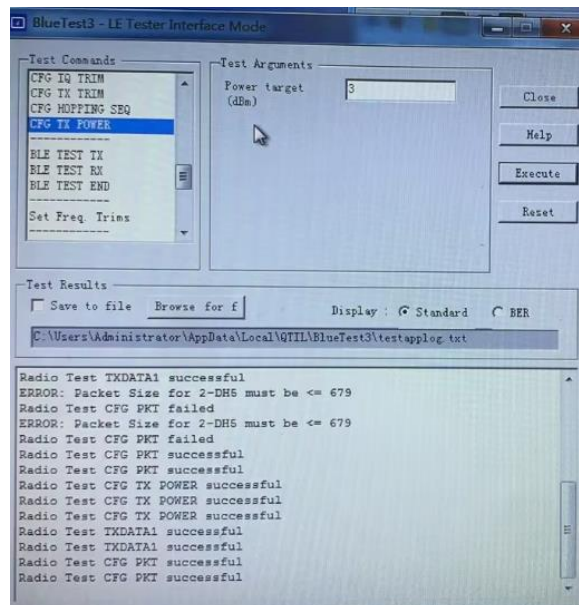 BlueTest3 - LE Tester Interface Mode
Test Commands
CFG IQ TRIM
CFG TX TRIM
CFG HOPPING SEQ
CFG TX POWER
------------
BLE TEST TX
BLE TEST RX
BLE TEST END
------------
Set Freq. Trims
------------
Test Arguments
Power target
(dBm)
3
Close
Help
Execute
Reset
Test Results
Save to file
Browse for f
Display :
Standard
BER
C:\Users\Administrator\AppData\Local\QTIL\BlueTest3\testapplog.txt
Radio Test TXDATA1 successful
ERROR: Packet Size for 2-DH5 must be <= 679
Radio Test CFG PKT failed
ERROR: Packet Size for 2-DH5 must be <= 679
Radio Test CFG PKT failed
Radio Test CFG PKT successful
Radio Test CFG PKT successful
Radio Test CFG TX POWER successful
Radio Test CFG TX POWER successful
Radio Test CFG TX POWER successful
Radio Test TXDATA1 successful
Radio Test TXDATA1 successful
Radio Test CFG PKT successful
Radio Test CFG PKT successful